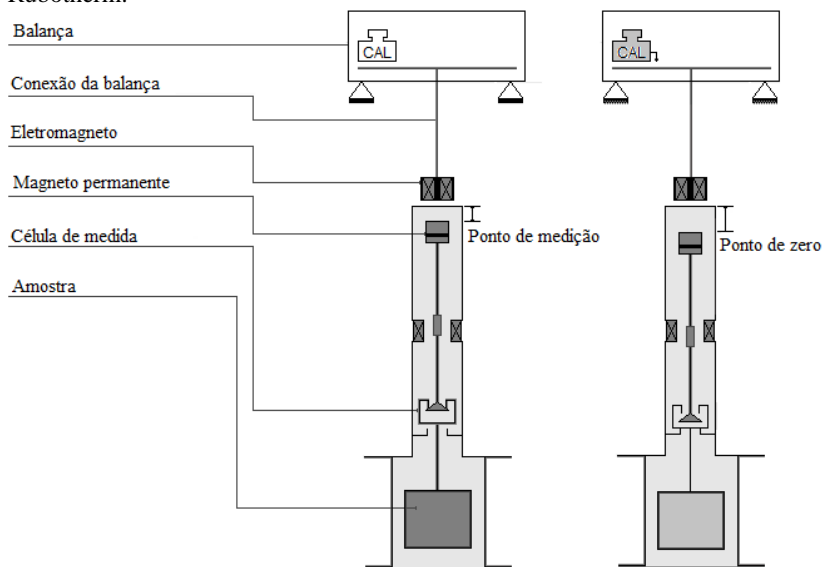 Balança
CAL
CAL
Conexão da balança
Eletromagneto
Magneto permanente
Ponto de medição
Célula de medida
Ponto de zero
Amostra